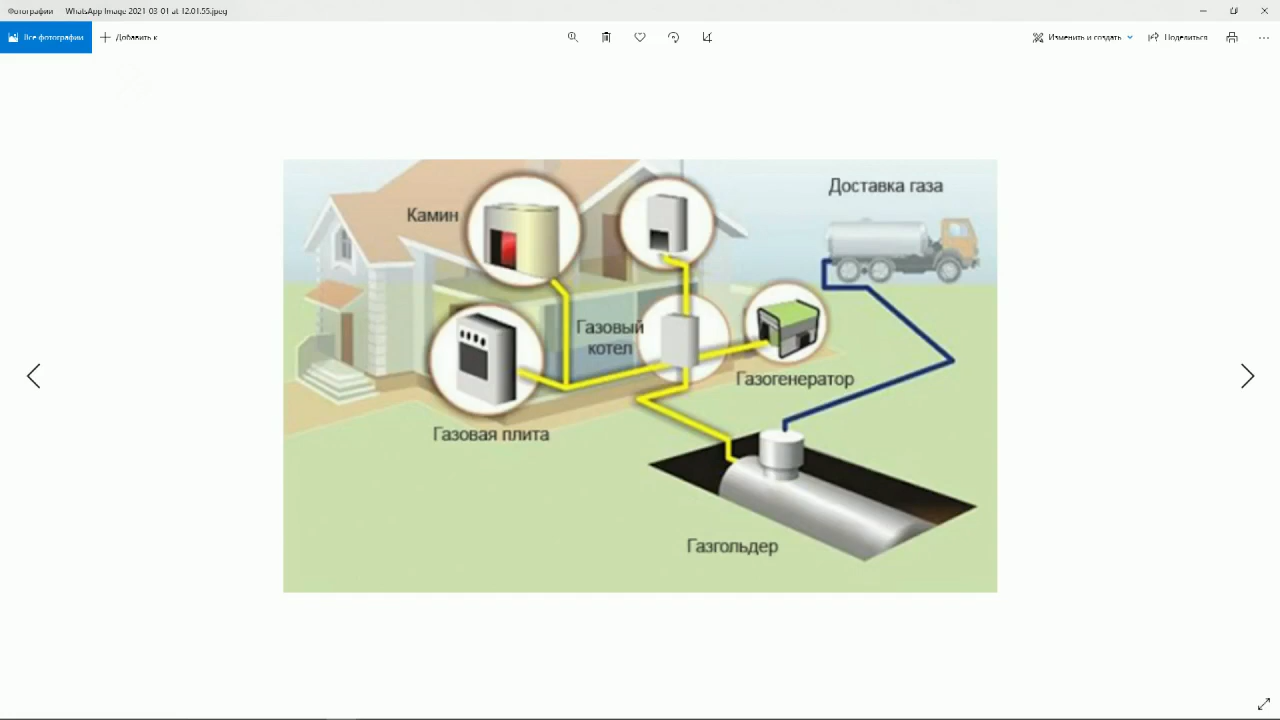 Фотографии - WhatsApp Image 2021-03-01 at 12.01.55.jpeg
Все фотографии
Добавить к
Изменить и создать
Поделиться
Доставка газа
Камин
Газовый
котел
Газогенератор
Газовая плита
Газгольдер